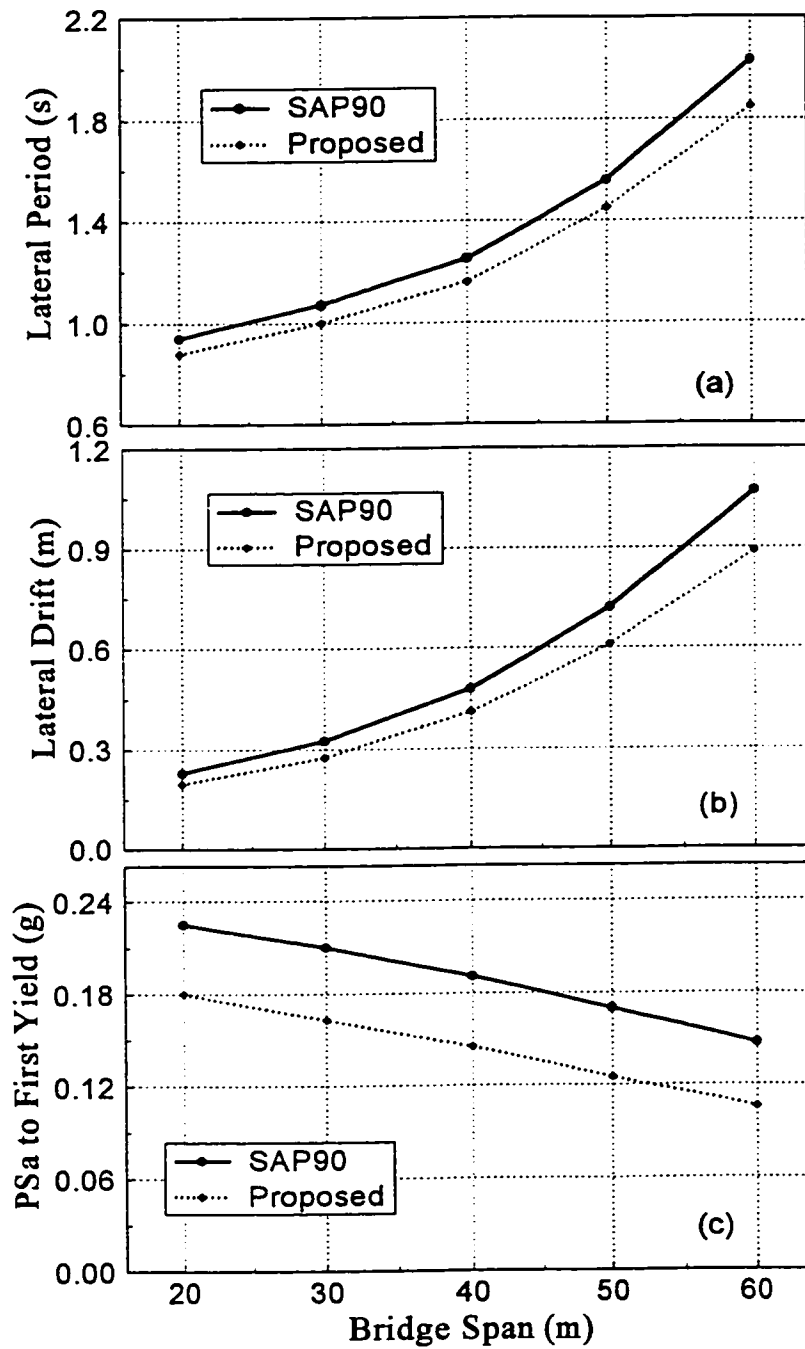 2.2
1.8
1.4
1.0
0.6
Lateral Period (s)
SAP90
Proposed
(a)
1.2
0.9
0.6
0.3
0.0
Lateral Drift (m)
SAP90
Proposed
(b)
0.24
0.18
0.12
0.06
0.00
PSa to First Yield (g)
SAP90
Proposed
(c)
20 30 40 50 60
Bridge Span (m)